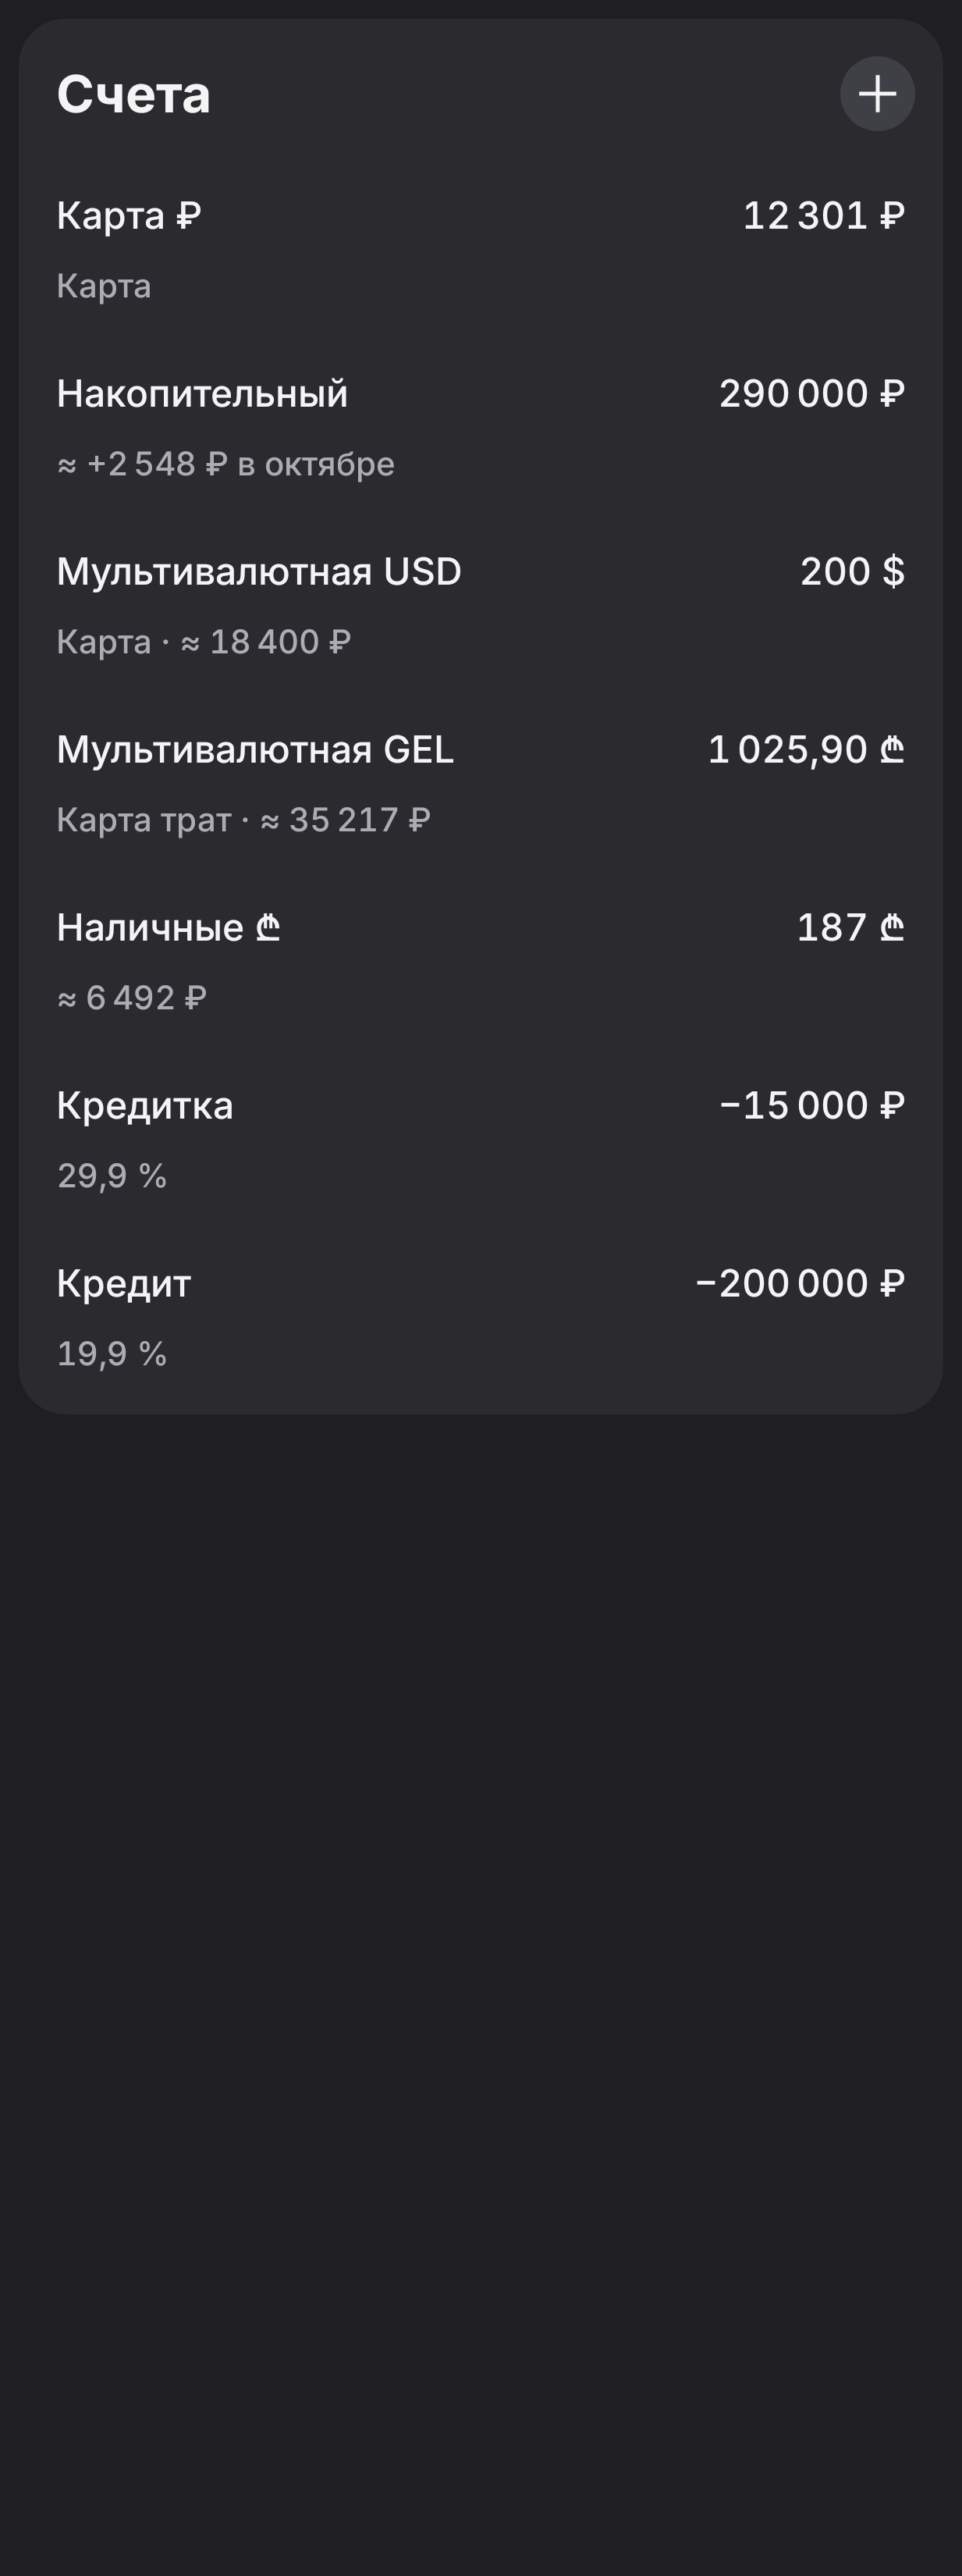 Счета
Карта ₽ 12 301 ₽
Карта
Накопительный 290 000 ₽
≈ +2 548 ₽ в октябре
Мультивалютная USD 200 $
Карта · ≈ 18 400 ₽
Мультивалютная GEL 1 025,90 ₾
Карта трат · ≈ 35 217 ₽
Наличные ₾ 187 ₾
≈ 6 492 ₽
Кредитка −15 000 ₽
29,9 %
Кредит −200 000 ₽
19,9 %